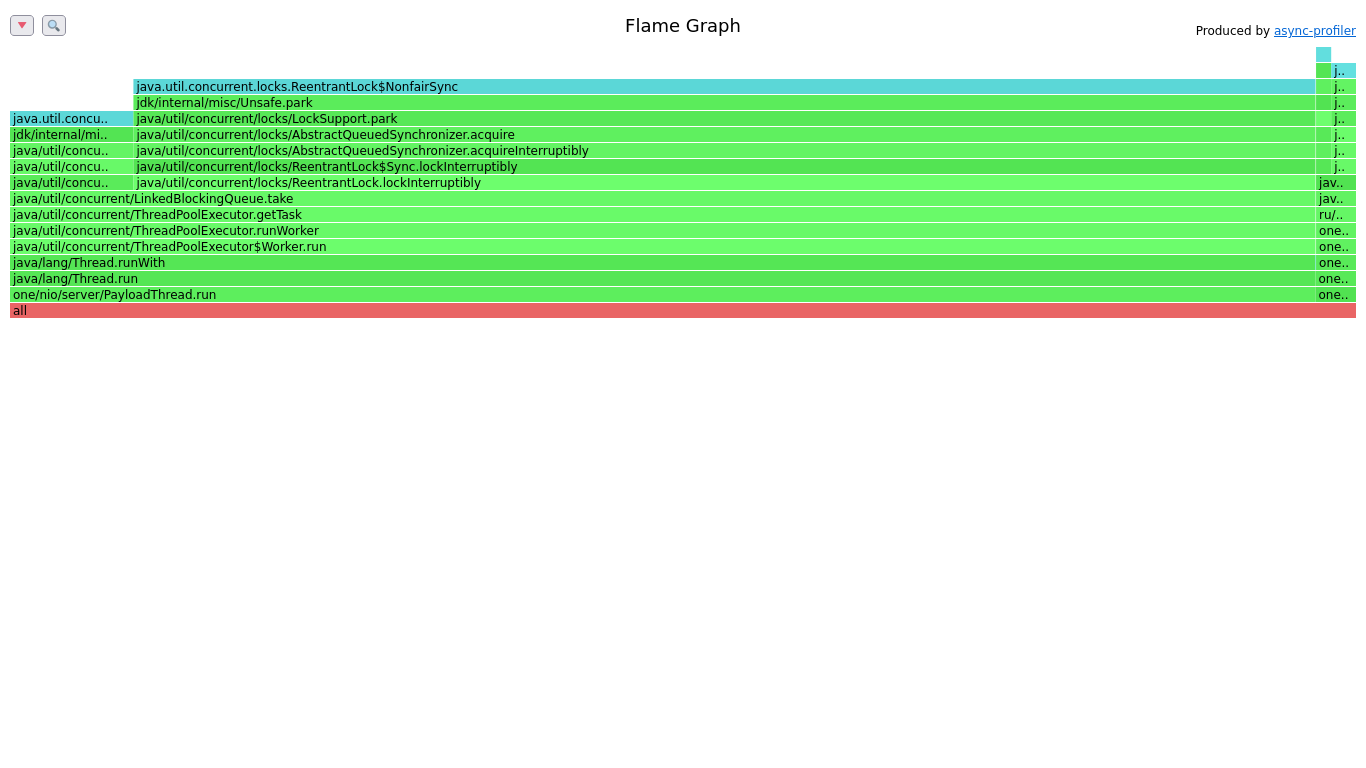 Flame Graph
Produced by async-profiler
j..
java.util.concurrent.locks.ReentrantLock$NonfairSync j..
jdk/internal/misc/Unsafe.park j..
java.util.concu.. java/util/concurrent/locks/LockSupport.park j..
jdk/internal/mi.. java/util/concurrent/locks/AbstractQueuedSynchronizer.acquire j..
java/util/concu.. java/util/concurrent/locks/AbstractQueuedSynchronizer.acquireInterruptibly j..
java/util/concu.. java/util/concurrent/locks/ReentrantLock$Sync.lockInterruptibly j..
java/util/concu.. java/util/concurrent/locks/ReentrantLock.lockInterruptibly jav..
java/util/concurrent/LinkedBlockingQueue.take jav..
java/util/concurrent/ThreadPoolExecutor.getTask ru/..
java/util/concurrent/ThreadPoolExecutor.runWorker one..
java/util/concurrent/ThreadPoolExecutor$Worker.run one..
java/lang/Thread.runWith one..
java/lang/Thread.run one..
one/nio/server/PayloadThread.run one..
all